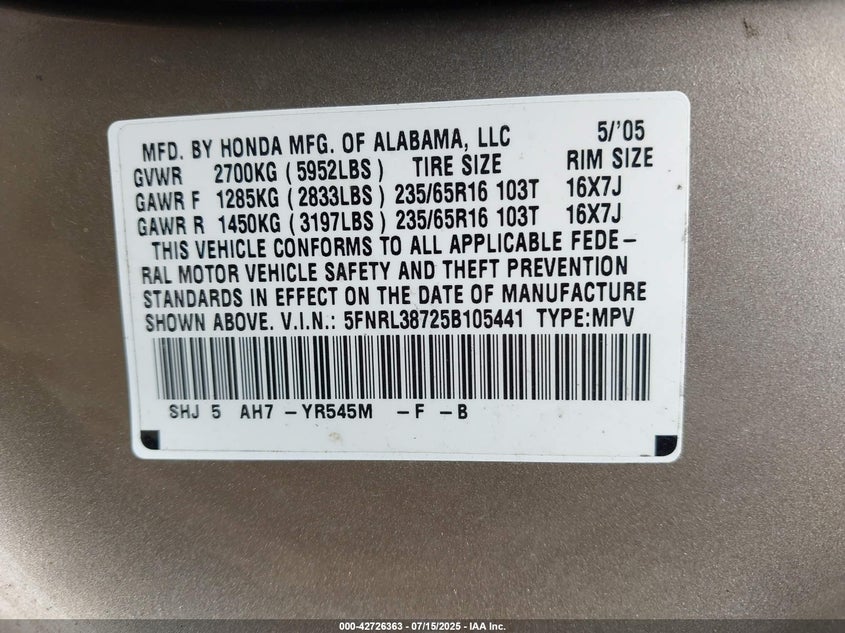 MFD. BY HONDA MFG. OF ALABAMA, LLC 5/'05
GVWR 2700KG (5952LBS) TIRE SIZE RIM SIZE
GAWR F 1285KG (2833LBS) 235/65R16 103T 16X7J
GAWR R 1450KG (3197LBS) 235/65R16 103T 16X7J
THIS VEHICLE CONFORMS TO ALL APPLICABLE FEDE-
RAL MOTOR VEHICLE SAFETY AND THEFT PREVENTION
STANDARDS IN EFFECT ON THE DATE OF MANUFACTURE
SHOWN ABOVE. V.I.N.: 5FNRL38725B105441 TYPE:MPV
SHJ 5 AH7 -YR545M -F -B
000-42726363 - 07/15/2025 - IAA Inc.